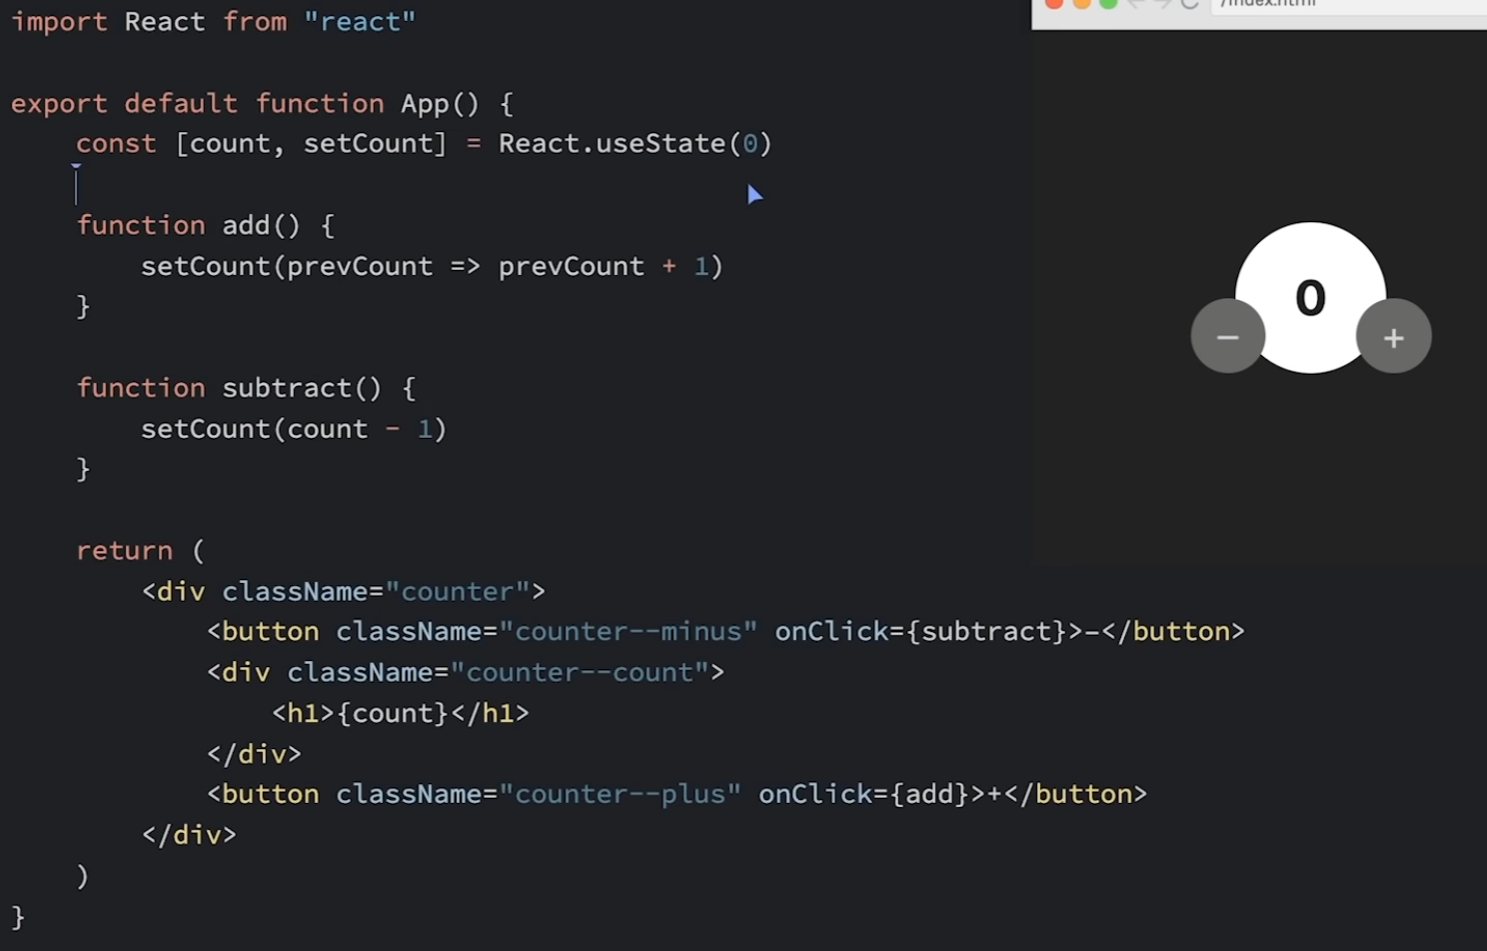 import React from "react"
/index.html
export default function App() {
const [count, setCount] = React.useState(0)
function add() {
setCount(prevCount => prevCount + 1)
}
function subtract() {
setCount(count - 1)
}
return (
<div className="counter">
<button className="counter--minus" onClick={subtract}>–</button>
<div className="counter--count">
<h1>{count}</h1>
</div>
<button className="counter--plus" onClick={add}>+</button>
</div>
)
}
0
– +